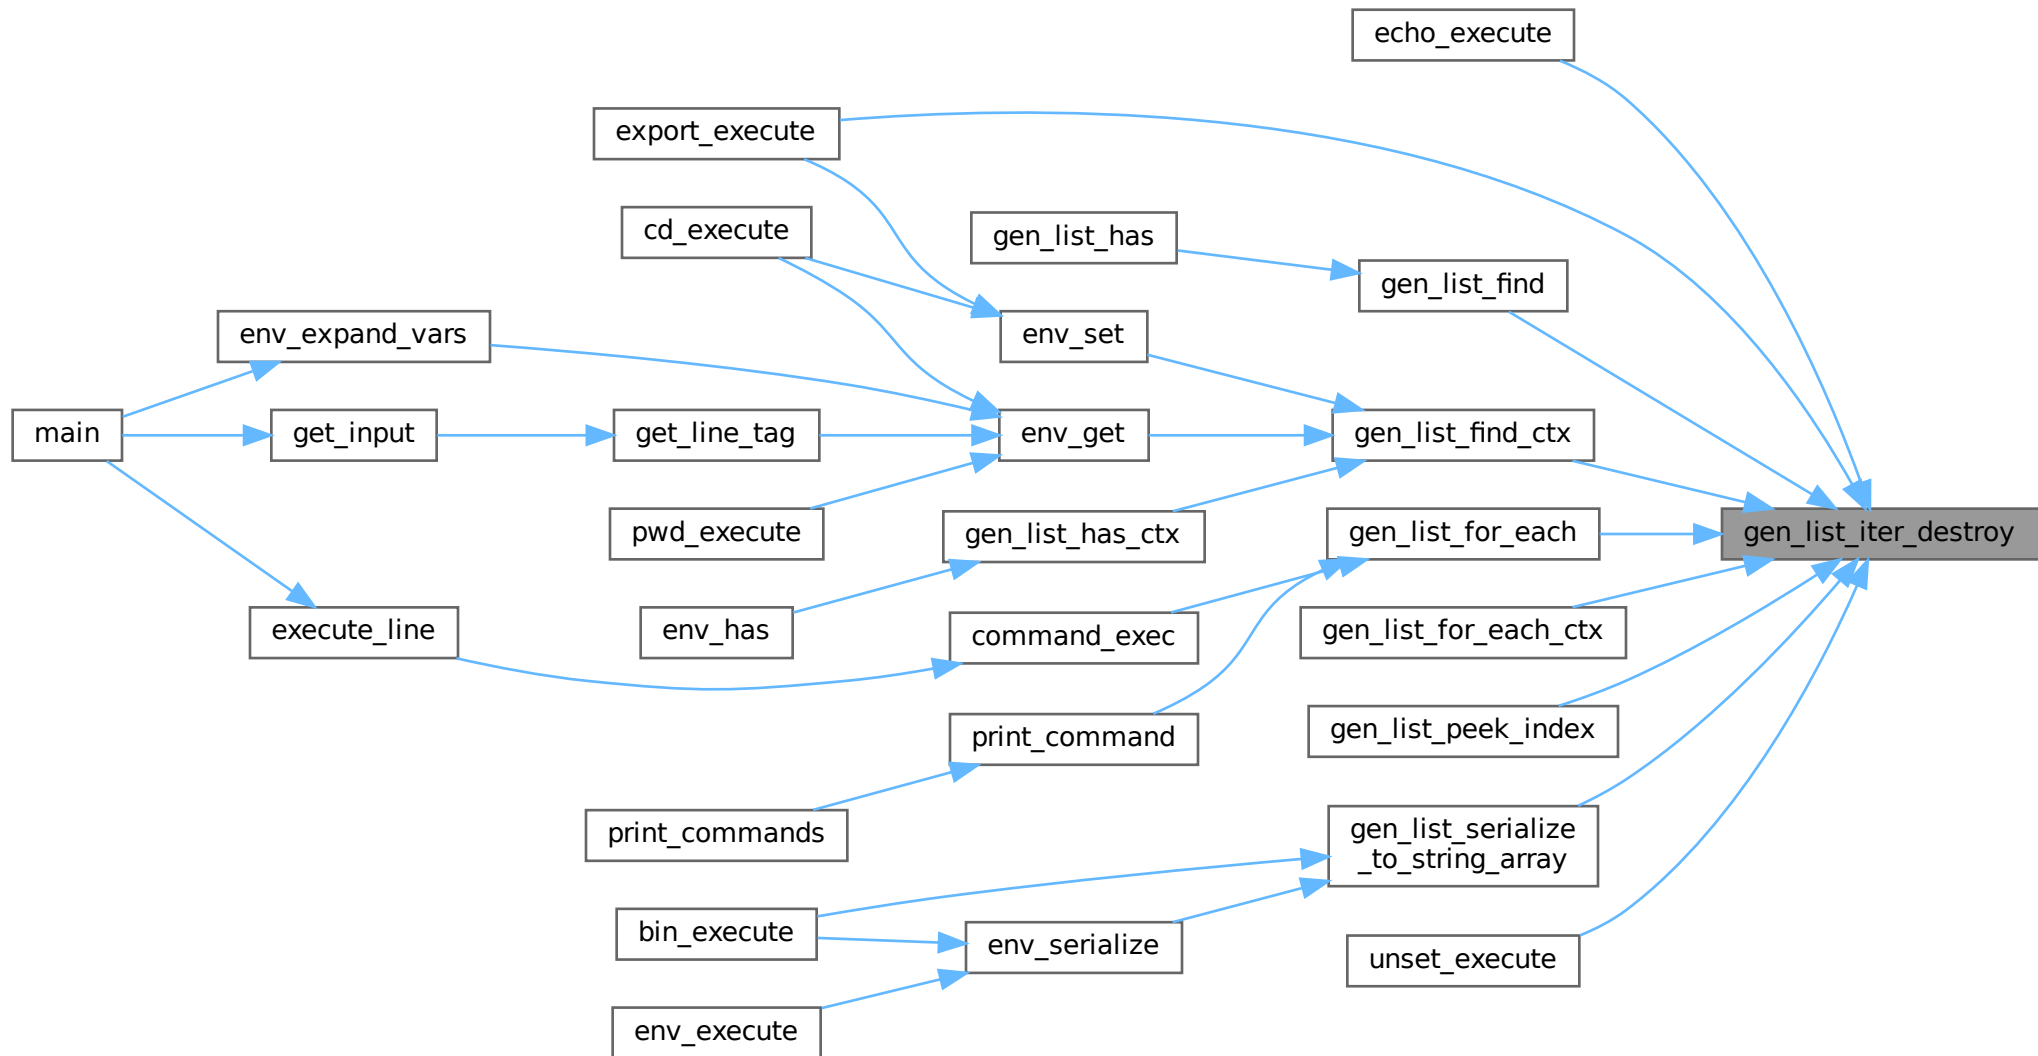 echo_execute
export_execute
cd_execute
gen_list_has
gen_list_find
env_expand_vars
env_set
main
get_input
get_line_tag
env_get
gen_list_find_ctx
pwd_execute
gen_list_has_ctx
gen_list_for_each
gen_list_iter_destroy
execute_line
env_has
command_exec
gen_list_for_each_ctx
print_command
gen_list_peek_index
print_commands
gen_list_serialize
_to_string_array
bin_execute
env_serialize
unset_execute
env_execute